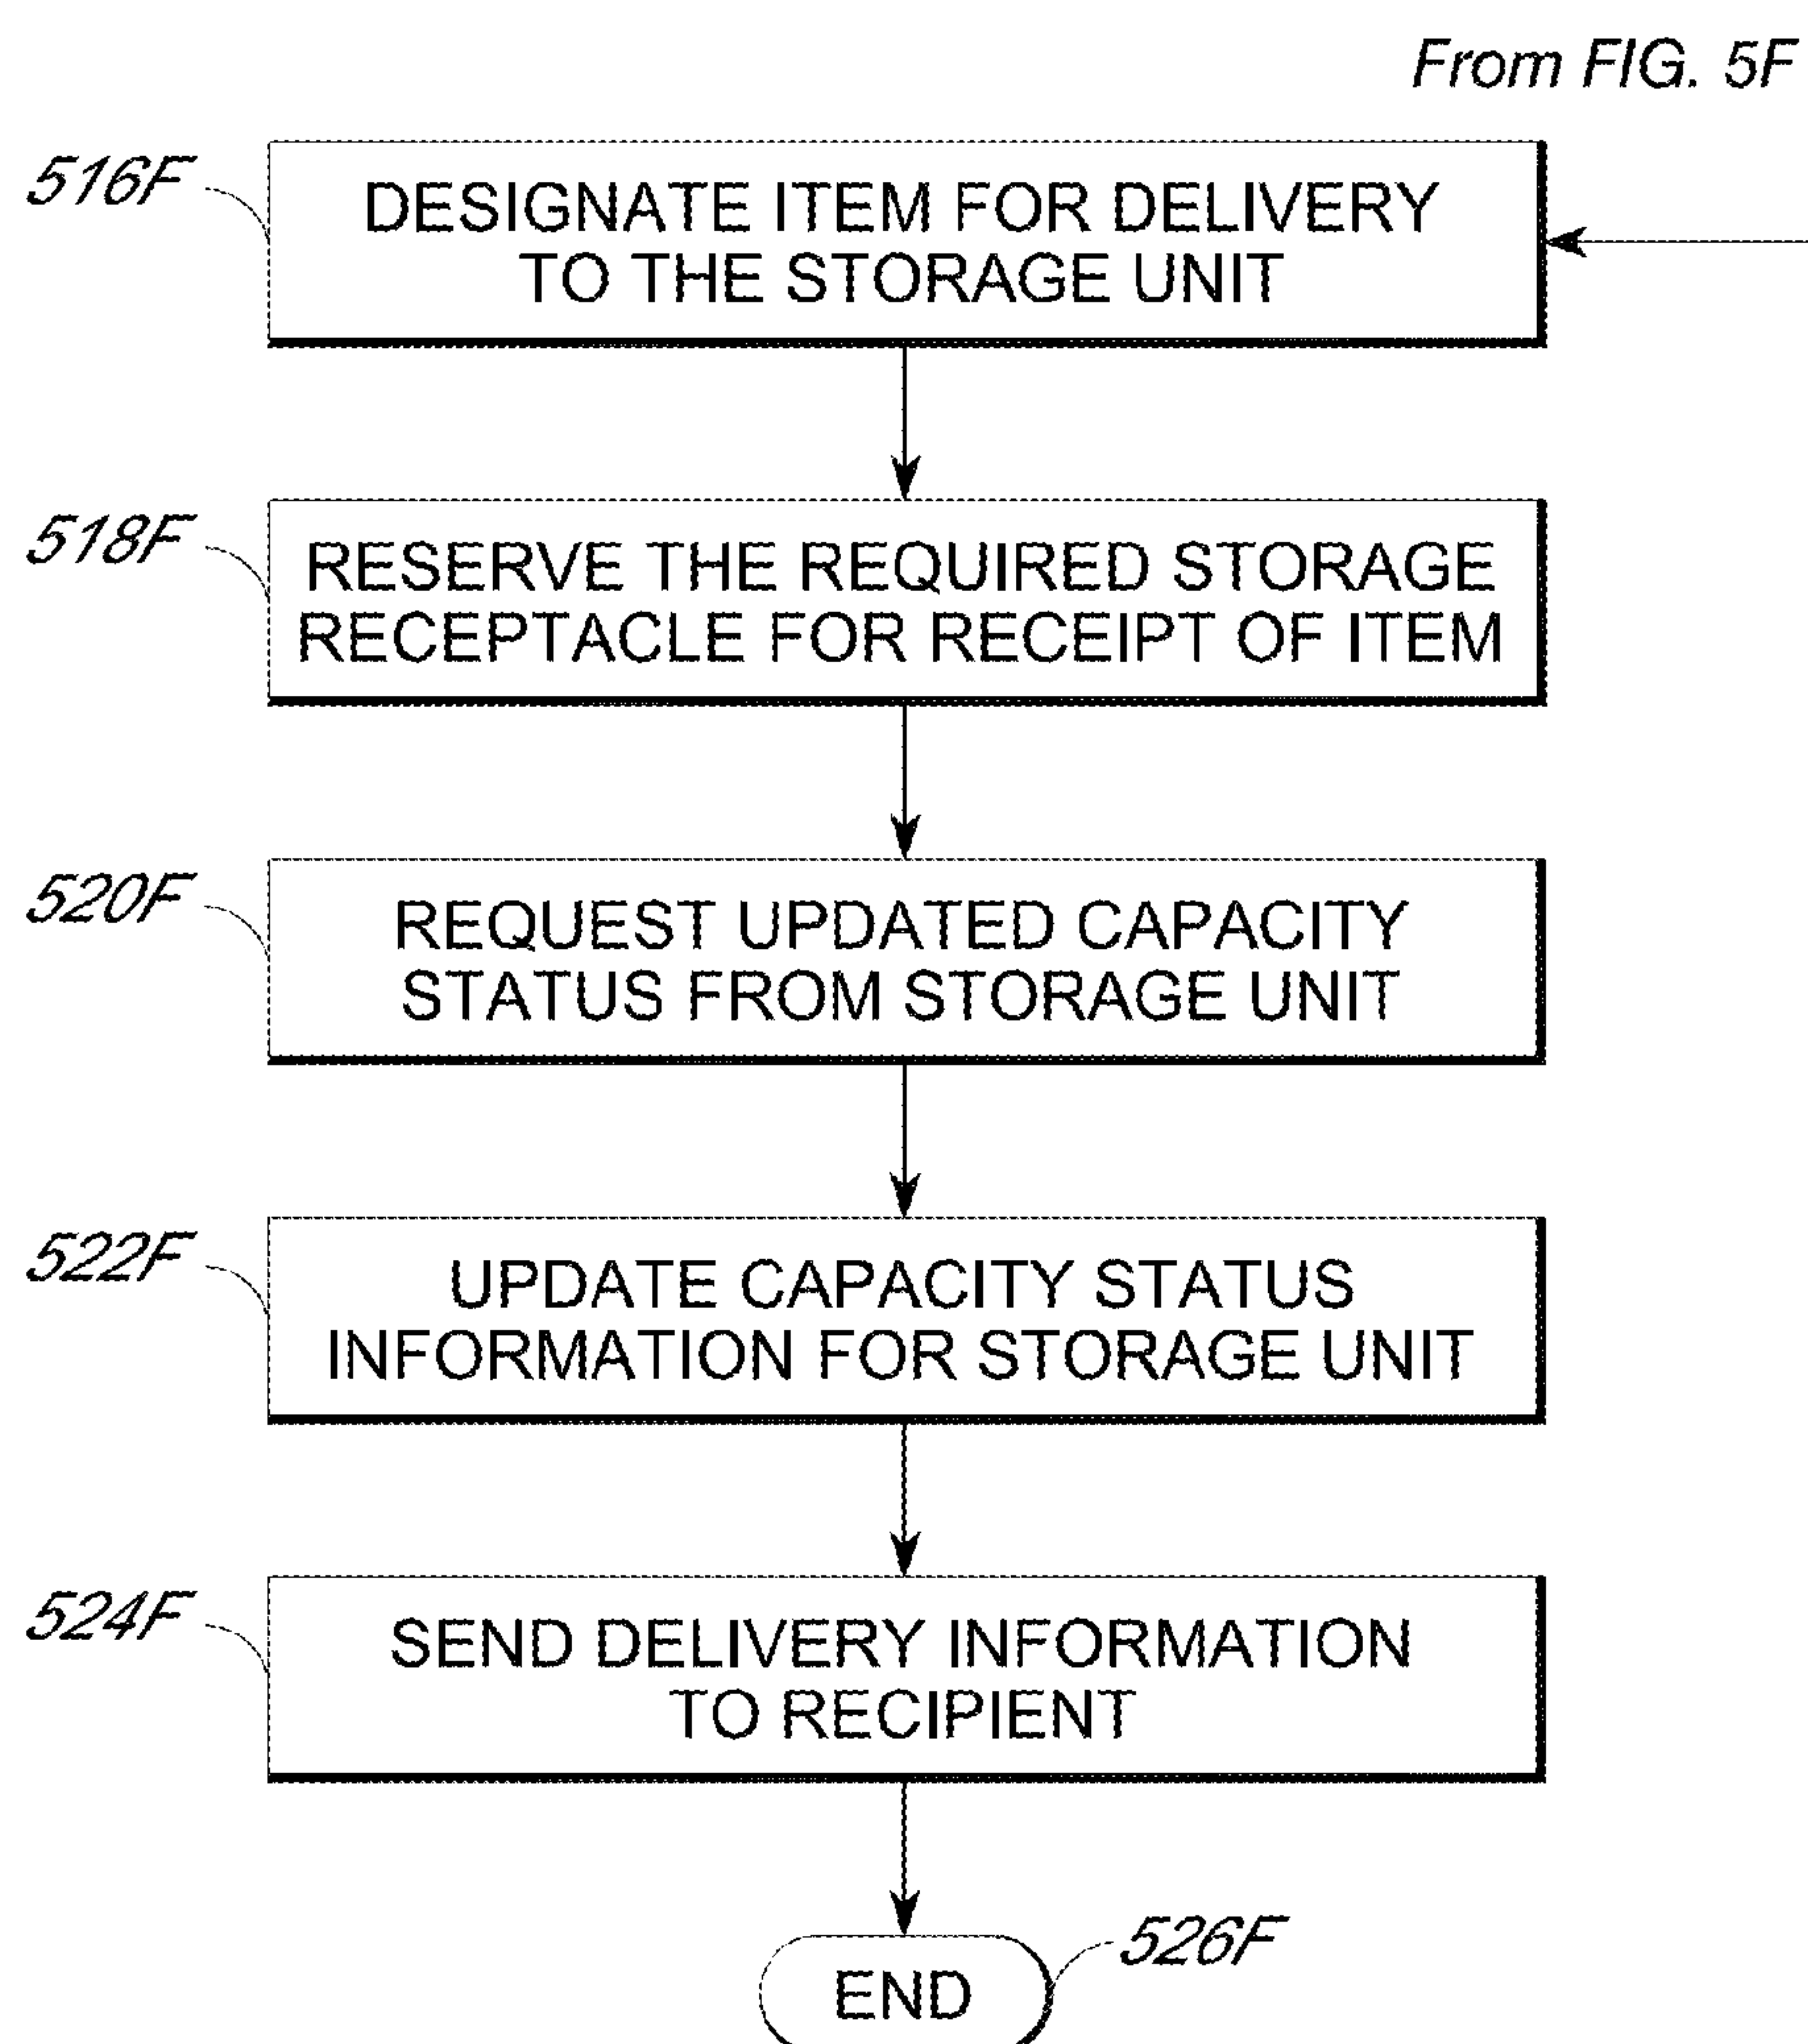 From FIG. 5F
516F
DESIGNATE ITEM FOR DELIVERY
TO THE STORAGE UNIT
518F
RESERVE THE REQUIRED STORAGE
RECEPTACLE FOR RECEIPT OF ITEM
520F
REQUEST UPDATED CAPACITY
STATUS FROM STORAGE UNIT
522F
UPDATE CAPACITY STATUS
INFORMATION FOR STORAGE UNIT
524F
SEND DELIVERY INFORMATION
TO RECIPIENT
526F
END